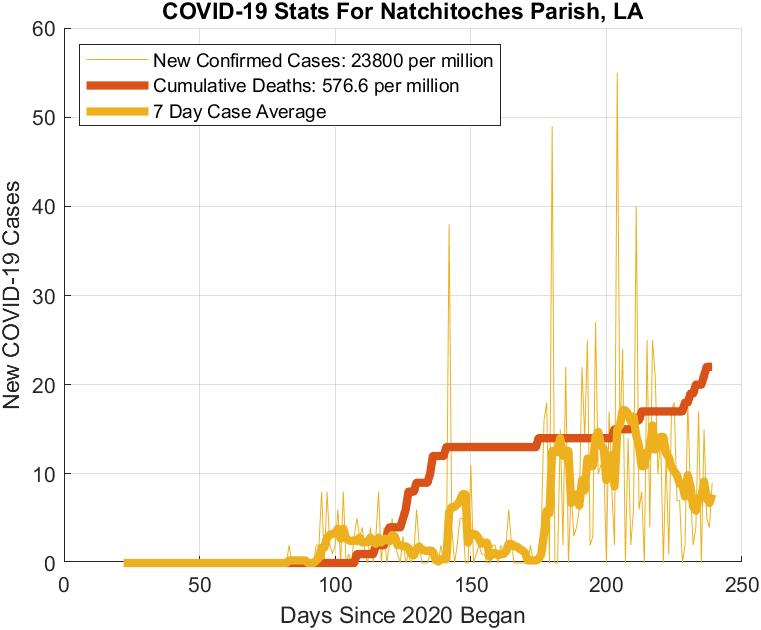 COVID-19 Stats For Natchitoches Parish, LA
New Confirmed Cases: 23800 per million
Cumulative Deaths: 576.6 per million
7 Day Case Average
New COVID-19 Cases
60
50
40
30
20
10
0
0 50 100 150 200 250
Days Since 2020 Began